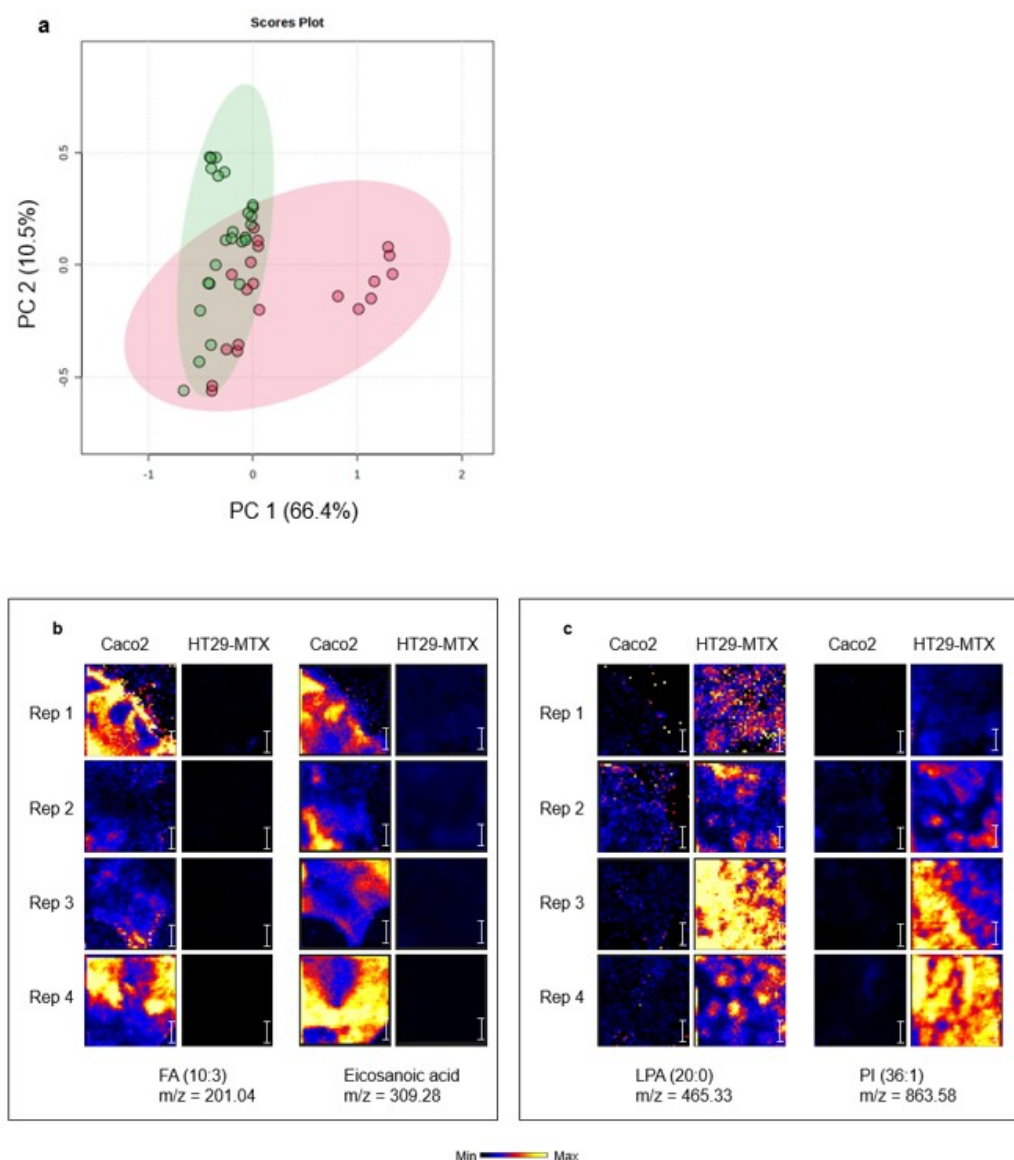 a
Scores Plot
PC 2 (10.5%)
0.5
0.0
-0.5
-1 0 1 2
PC 1 (66.4%)
b
Caco2 HT29-MTX Caco2 HT29-MTX
Rep 1
Rep 2
Rep 3
Rep 4
FA (10:3) Eicosanoic acid
m/z = 201.04 m/z = 309.28
c
Caco2 HT29-MTX Caco2 HT29-MTX
Rep 1
Rep 2
Rep 3
Rep 4
LPA (20:0) PI (36:1)
m/z = 465.33 m/z = 863.58
Min Max